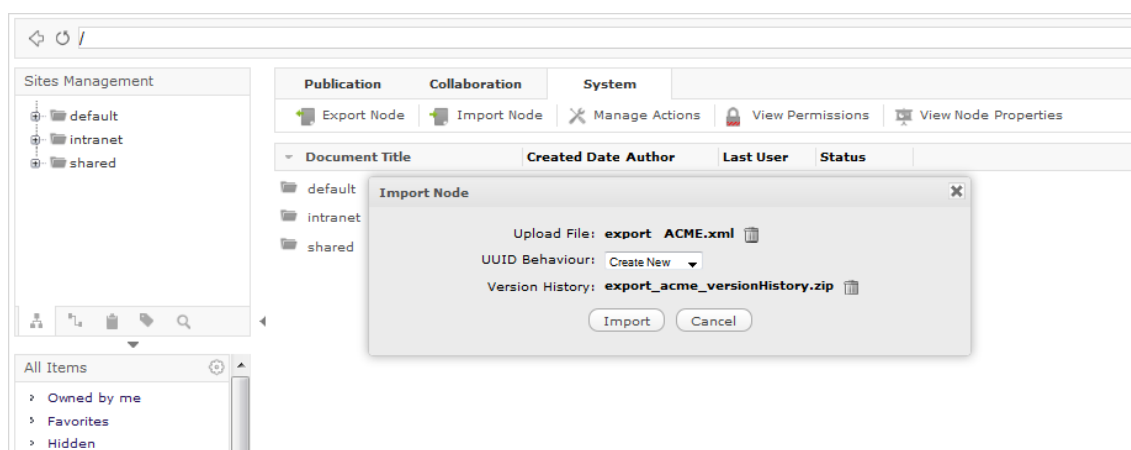 /
Sites Management
default
intranet
shared
Publication Collaboration System
Export Node Import Node Manage Actions View Permissions View Node Properties
Document Title Created Date Author Last User Status
default
intranet
shared
Import Node
Upload File: export ACME.xml
UUID Behaviour: Create New
Version History: export_acme_versionHistory.zip
Import Cancel
All Items
Owned by me
Favorites
Hidden